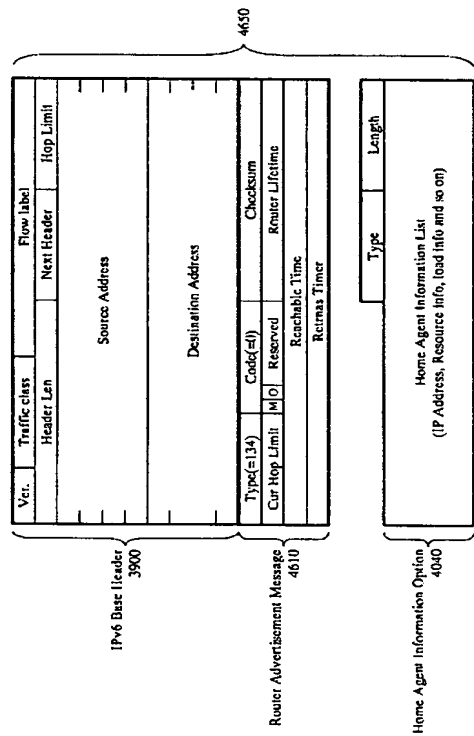 Ver. Traffic class Flow label
Header Len Next Header Hop Limit
Source Address
Destination Address
IPv6 Base Header
3900
Type(=134) Code(=0) Checksum
Cur Hop Limit M O Reserved Router Lifetime
Reachable Time
Retrnas Timer
Router Advertisement Message
4610
Type Length
Home Agent Information List
(IP Address, Resource Info, load info and so on)
Home Agent Information Option
4040
4650